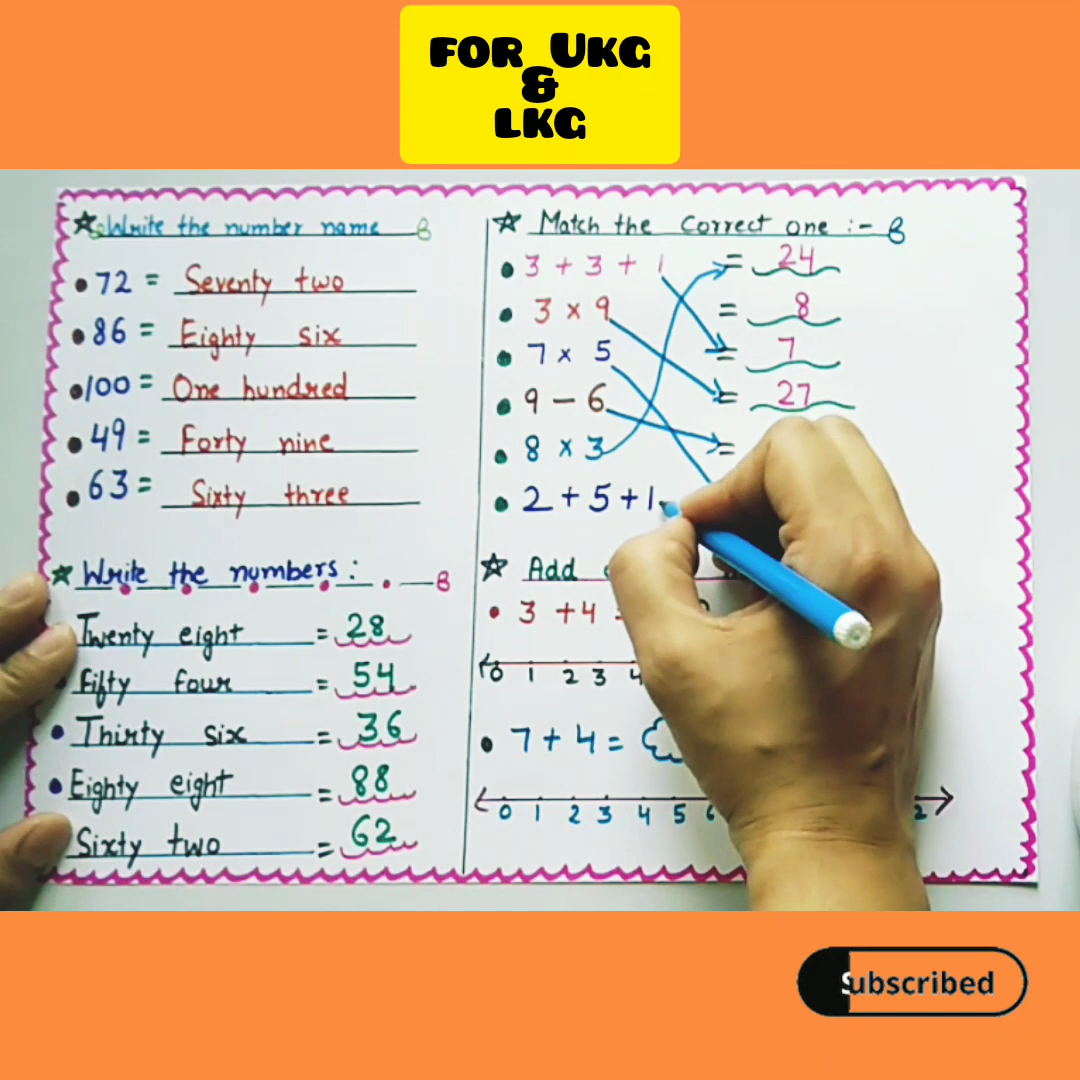 for UKG
&
LKG
Write the number name
72 = Seventy two
86 = Eighty six
100 = One hundred
49 = Forty nine
63 = Sixty three
Write the numbers :
Twenty eight = 28
Fifty four = 54
Thirty six = 36
Eighty eight = 88
Sixty two = 62
Match the correct one :-
3 + 3 + 1 = 24
3 × 9 = 8
7 × 5 = 7
9 - 6 = 27
8 × 3 =
2 + 5 + 1
Add
3 + 4 =
0 1 2 3 4
7 + 4 =
0 1 2 3 4 5 6
Subscribed